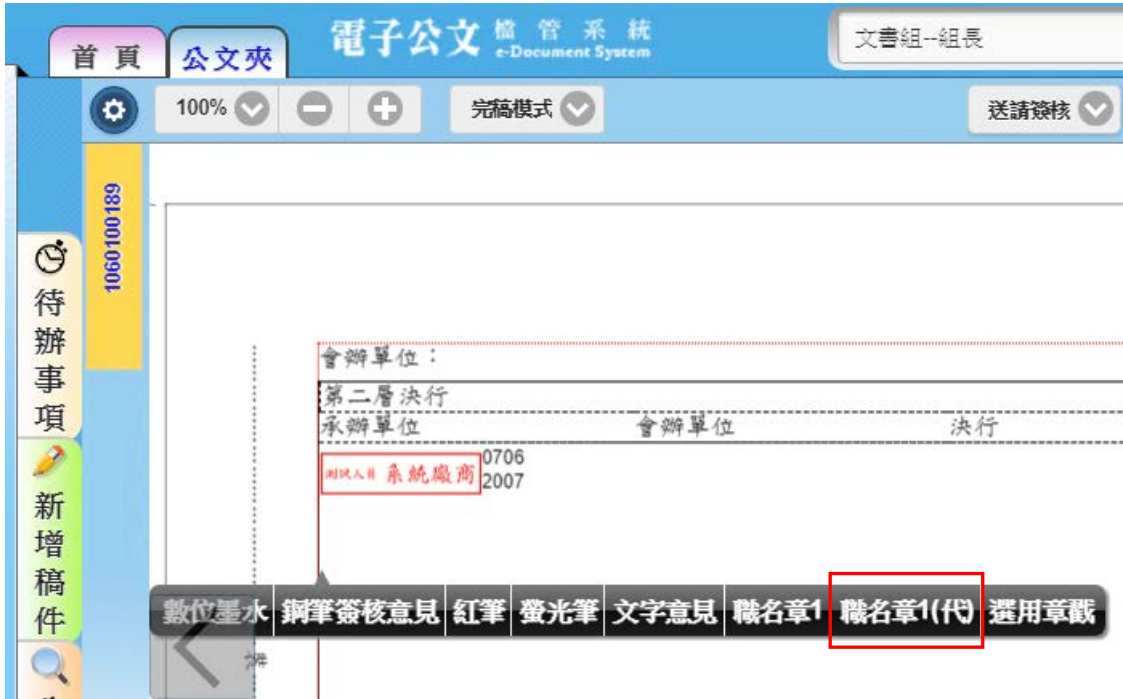 首頁
公文夾
電子公文 檔管系統
e-Document System
文書組--組長
100%
完稿模式
送請簽核
1060100189
待辦事項
新增稿件
會辦單位：
第二層決行
承辦單位 會辦單位 決行
測試人員 系統廠商 0706
2007
數位墨水 鋼筆簽核意見 紅筆 螢光筆 文字意見 職名章1 職名章1(代) 選用章戳